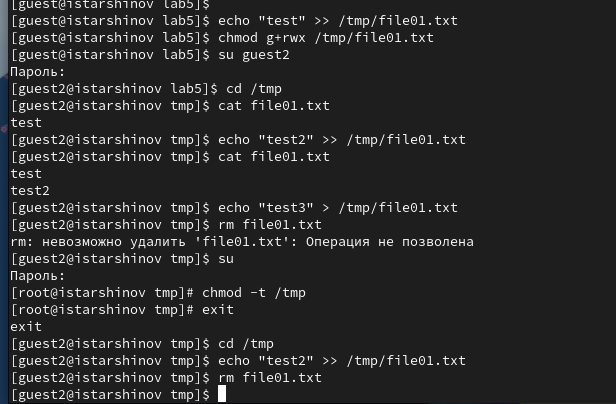 [guest@istarshinov lab5]$
[guest@istarshinov lab5]$ echo "test" >> /tmp/file01.txt
[guest@istarshinov lab5]$ chmod g+rwx /tmp/file01.txt
[guest@istarshinov lab5]$ su guest2
Пароль:
[guest2@istarshinov lab5]$ cd /tmp
[guest2@istarshinov tmp]$ cat file01.txt
test
[guest2@istarshinov tmp]$ echo "test2" >> /tmp/file01.txt
[guest2@istarshinov tmp]$ cat file01.txt
test
test2
[guest2@istarshinov tmp]$ echo "test3" > /tmp/file01.txt
[guest2@istarshinov tmp]$ rm file01.txt
rm: невозможно удалить 'file01.txt': Операция не позволена
[guest2@istarshinov tmp]$ su
Пароль:
[root@istarshinov tmp]# chmod -t /tmp
[root@istarshinov tmp]# exit
exit
[guest2@istarshinov tmp]$ cd /tmp
[guest2@istarshinov tmp]$ echo "test2" >> /tmp/file01.txt
[guest2@istarshinov tmp]$ rm file01.txt
[guest2@istarshinov tmp]$